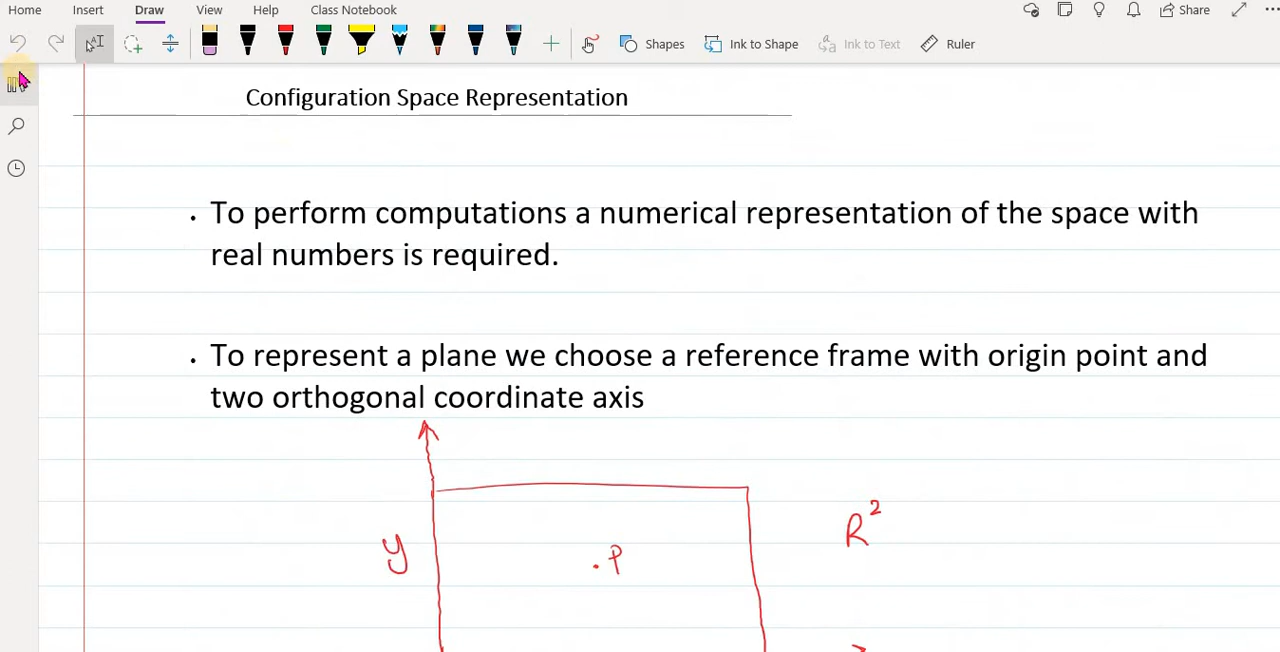 Home Insert Draw View Help Class Notebook Share
Shapes Ink to Shape Ink to Text Ruler
Configuration Space Representation
To perform computations a numerical representation of the space with
real numbers is required.
To represent a plane we choose a reference frame with origin point and
two orthogonal coordinate axis
R²
y
.P